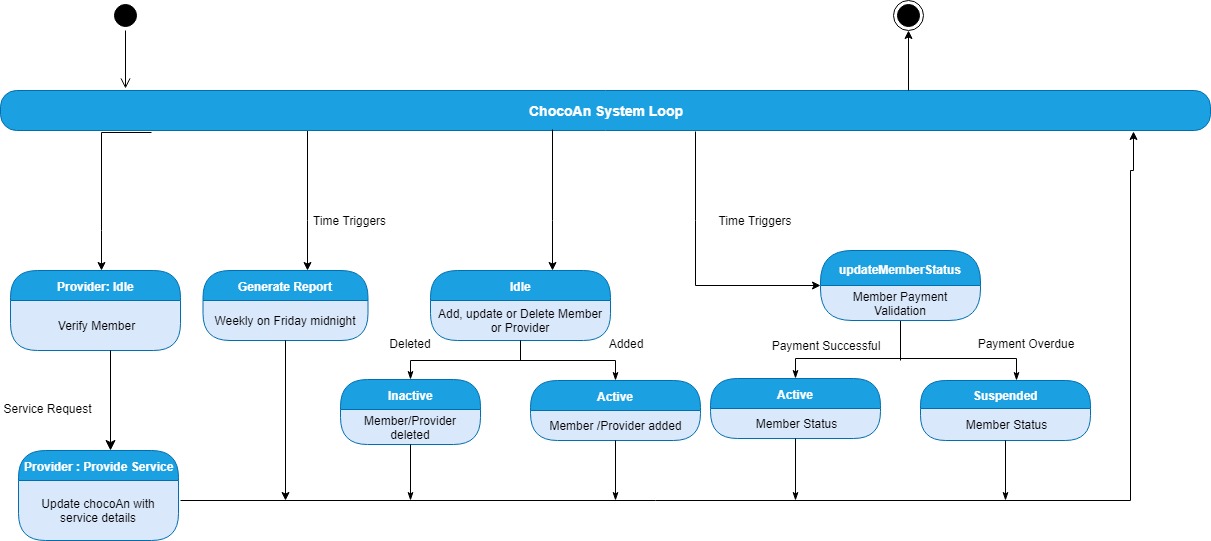 ChocoAn System Loop
Time Triggers
Time Triggers
Provider: Idle
Verify Member
Generate Report
Weekly on Friday midnight
Idle
Add, update or Delete Member
or Provider
updateMemberStatus
Member Payment
Validation
Deleted
Added
Payment Successful
Payment Overdue
Service Request
Inactive
Member/Provider
deleted
Active
Member /Provider added
Active
Member Status
Suspended
Member Status
Provider : Provide Service
Update chocoAn with
service details